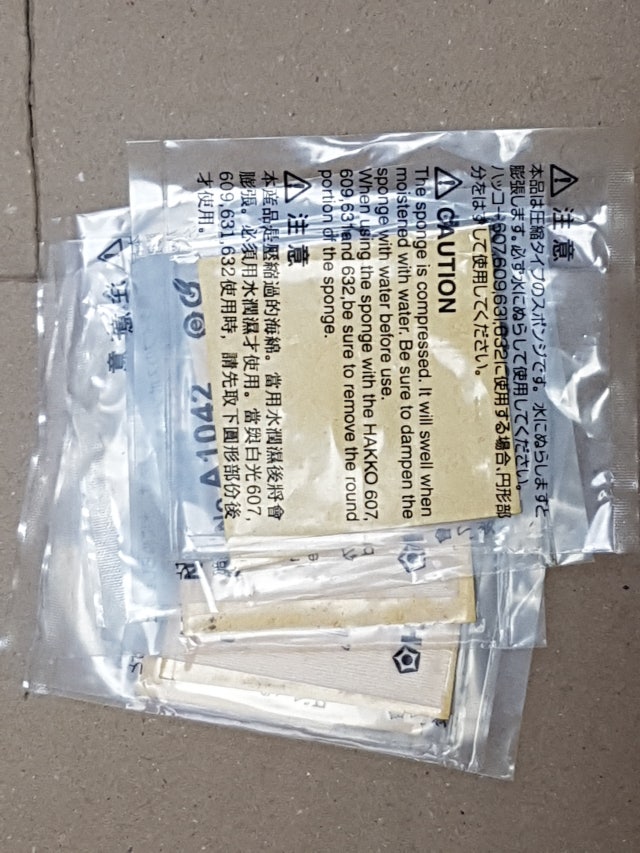 ⚠ 注意
本品は圧縮タイプのスポンジです。水にぬらしますと
膨張します。必ず水にぬらして使用してください。
ハッコー607,609,631,632に使用する場合、円形部
分をはずして使用してください。
⚠ CAUTION
The sponge is compressed. It will swell when
moistened with water. Be sure to dampen the
sponge with water before use.
When using the sponge with the HAKKO 607,
609,631and 632,be sure to remove the round
portion of the sponge.
⚠ 注意
本產品是壓縮過的海綿。當用水潤濕後將會
膨張。必須用水潤濕才使用。當與白光607,
609,631,632使用時，請先取下圓形部份後
才使用。
No. A1042
⚠ 注意